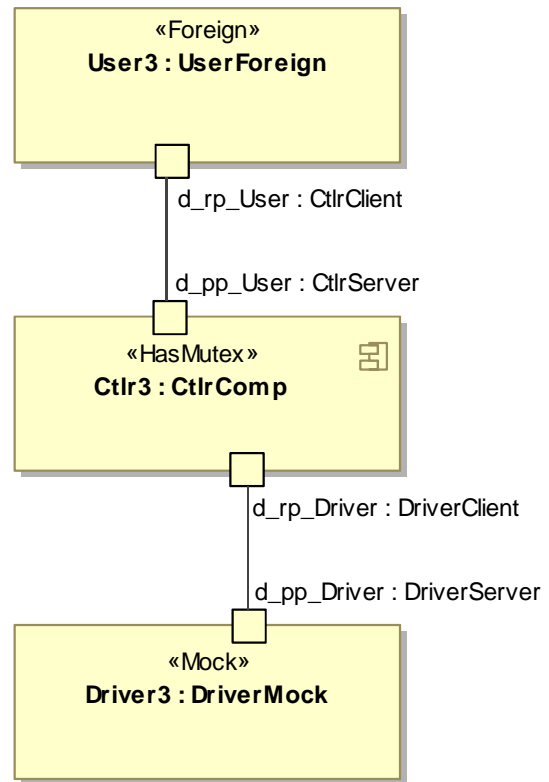 «Foreign»
User3 : UserForeign
d_rp_User : CtlrClient
d_pp_User : CtlrServer
«HasMutex»
Ctlr3 : CtlrComp
d_rp_Driver : DriverClient
d_pp_Driver : DriverServer
«Mock»
Driver3 : DriverMock